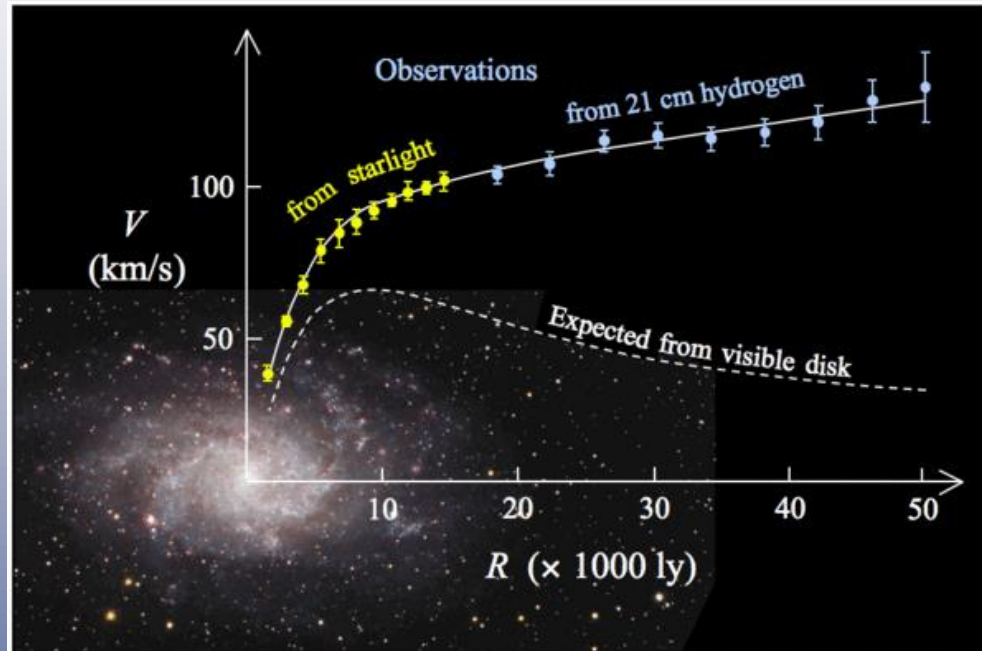 Observations
from 21 cm hydrogen
from starlight
100
V
(km/s)
50
Expected from visible disk
10 20 30 40 50
R (× 1000 ly)